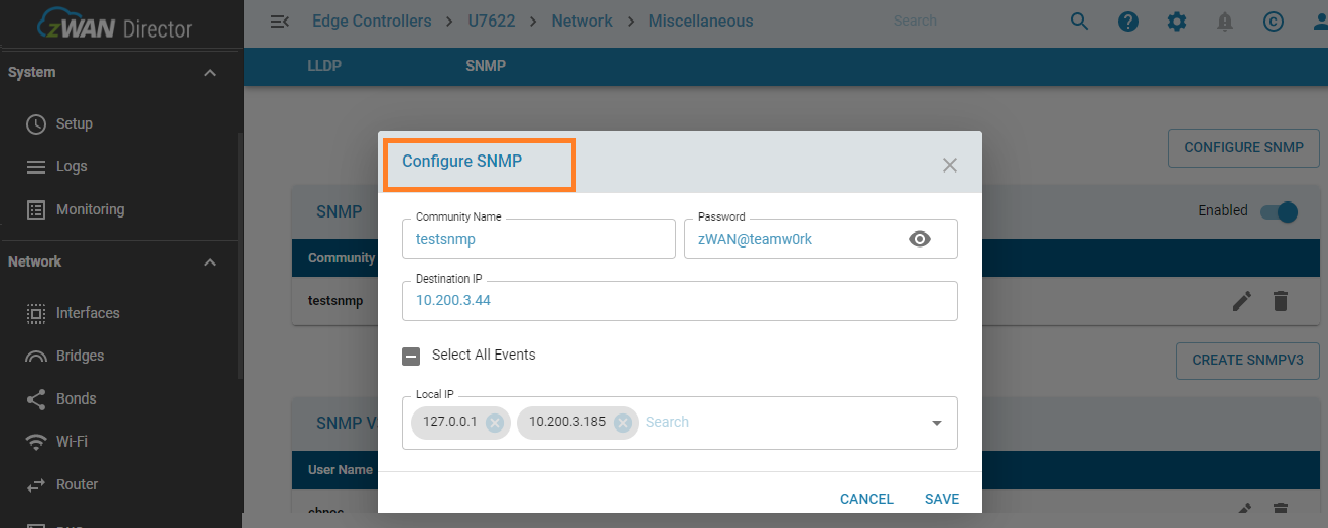 zWAN Director
Edge Controllers > U7622 > Network > Miscellaneous
Search
System
LLDP
SNMP
Setup
Logs
Monitoring
Network
Interfaces
Bridges
Bonds
Wi-Fi
Router
CONFIGURE SNMP
SNMP
Enabled
Community
testsnmp
CREATE SNMPV3
SNMP V
User Name
Configure SNMP
Community Name
testsnmp
Password
zWAN@teamw0rk
Destination IP
10.200.3.44
Select All Events
Local IP
127.0.0.1
10.200.3.185
Search
CANCEL
SAVE